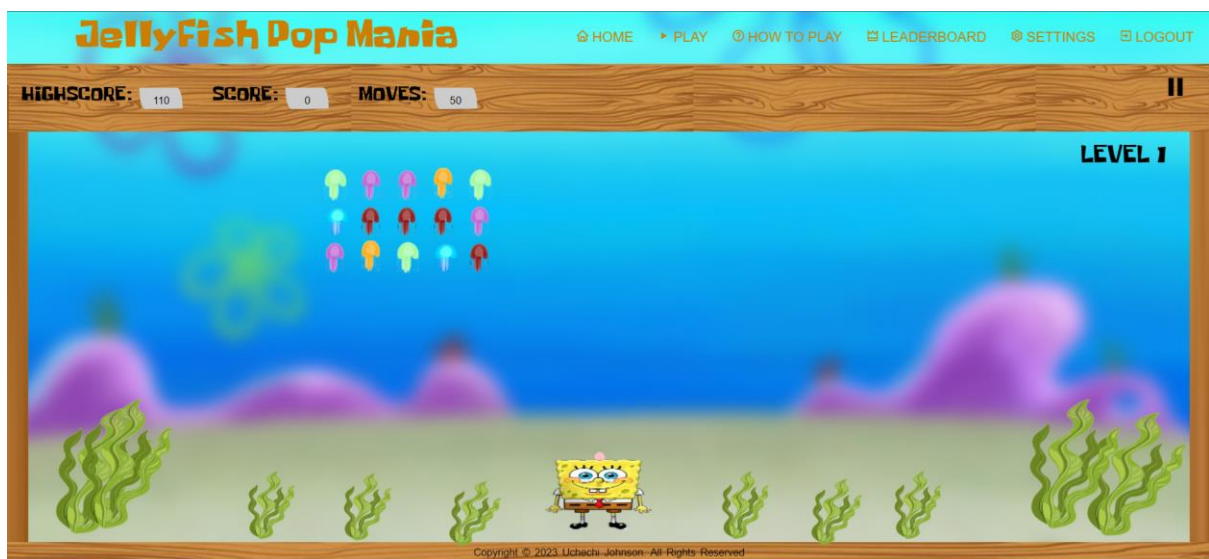 JellyFish Pop Mania
HOME PLAY HOW TO PLAY LEADERBOARD SETTINGS LOGOUT
HIGHSCORE: 110 SCORE: 0 MOVES: 50
LEVEL 1
Copyright © 2023 Uchechi Johnson. All Rights Reserved